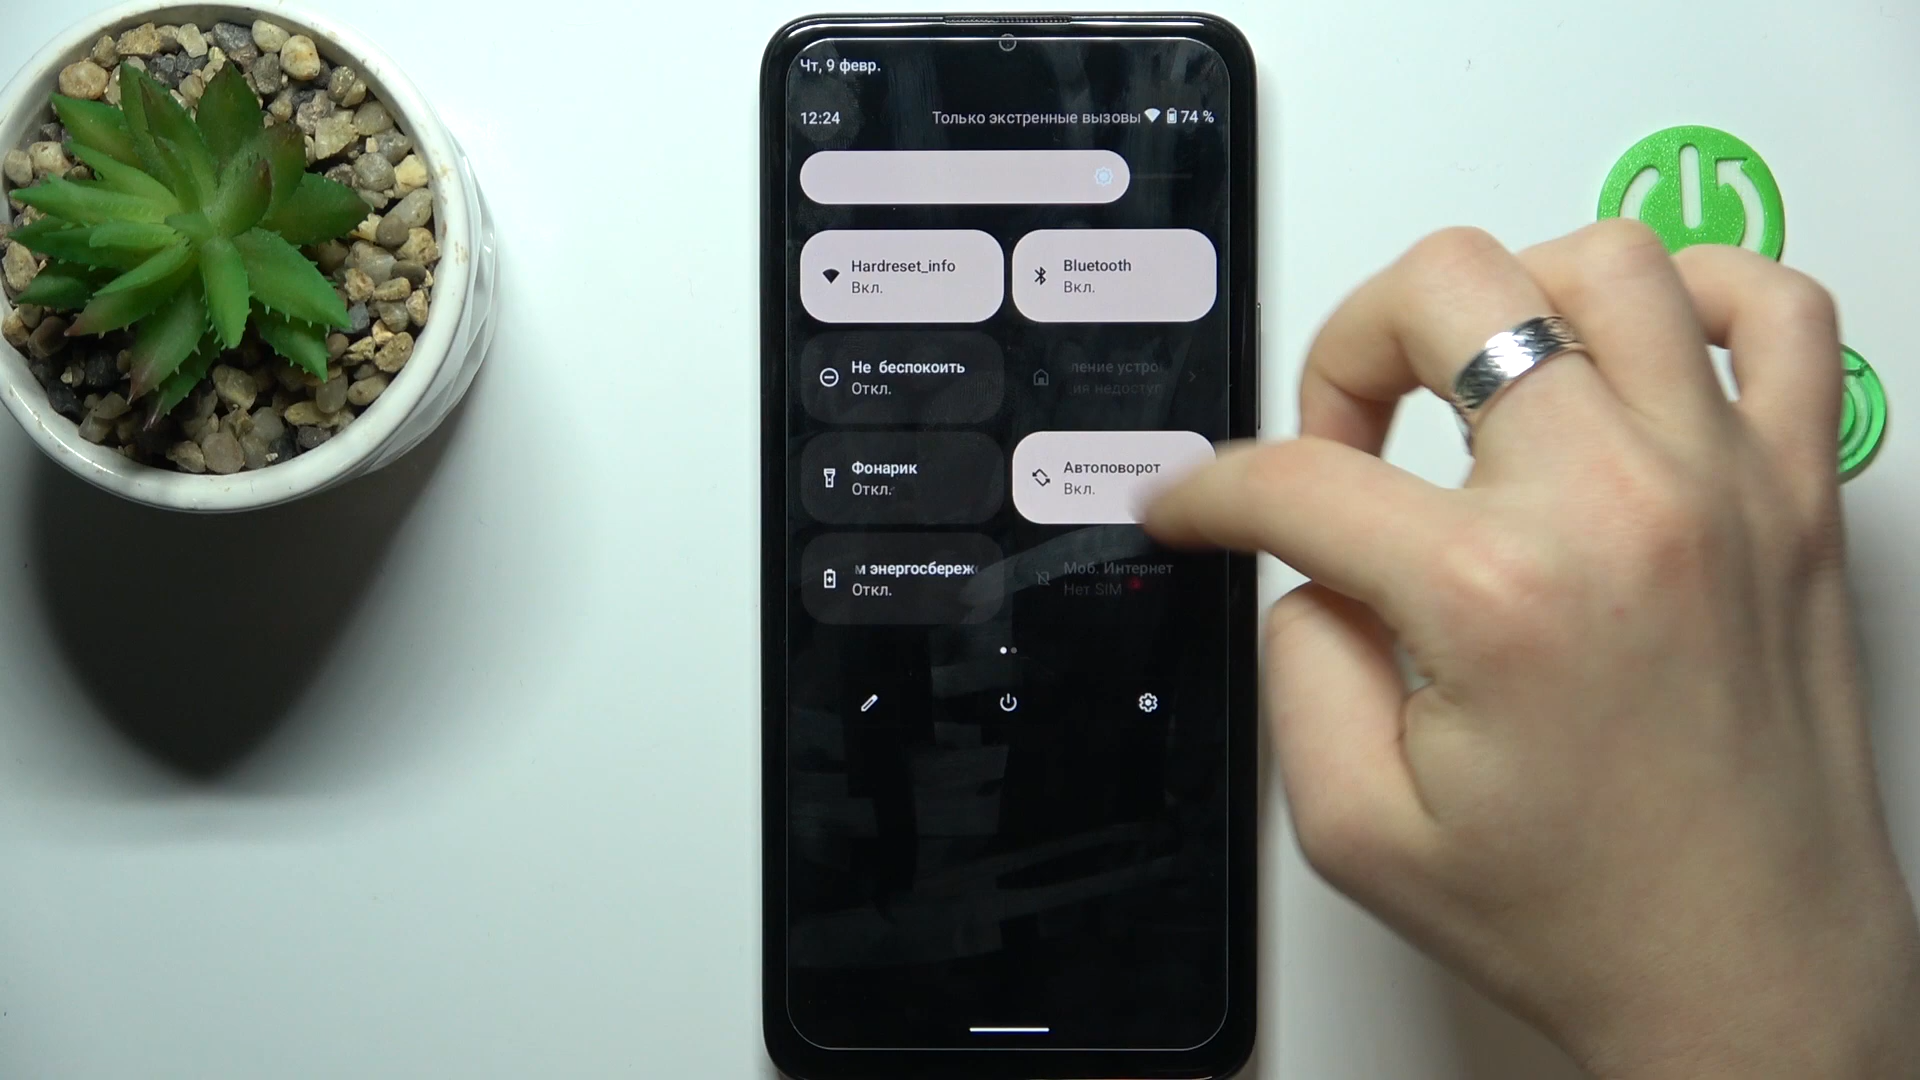 Чт, 9 февр.
12:24 Только экстренные вызовы 74 %
Hardreset_info
Вкл.
Bluetooth
Вкл.
Не беспокоить
Откл.
ление устро
ия недоступ
Фонарик
Откл.
Автоповорот
Вкл.
м энергосбереж
Откл.
Моб. Интернет
Нет SIM